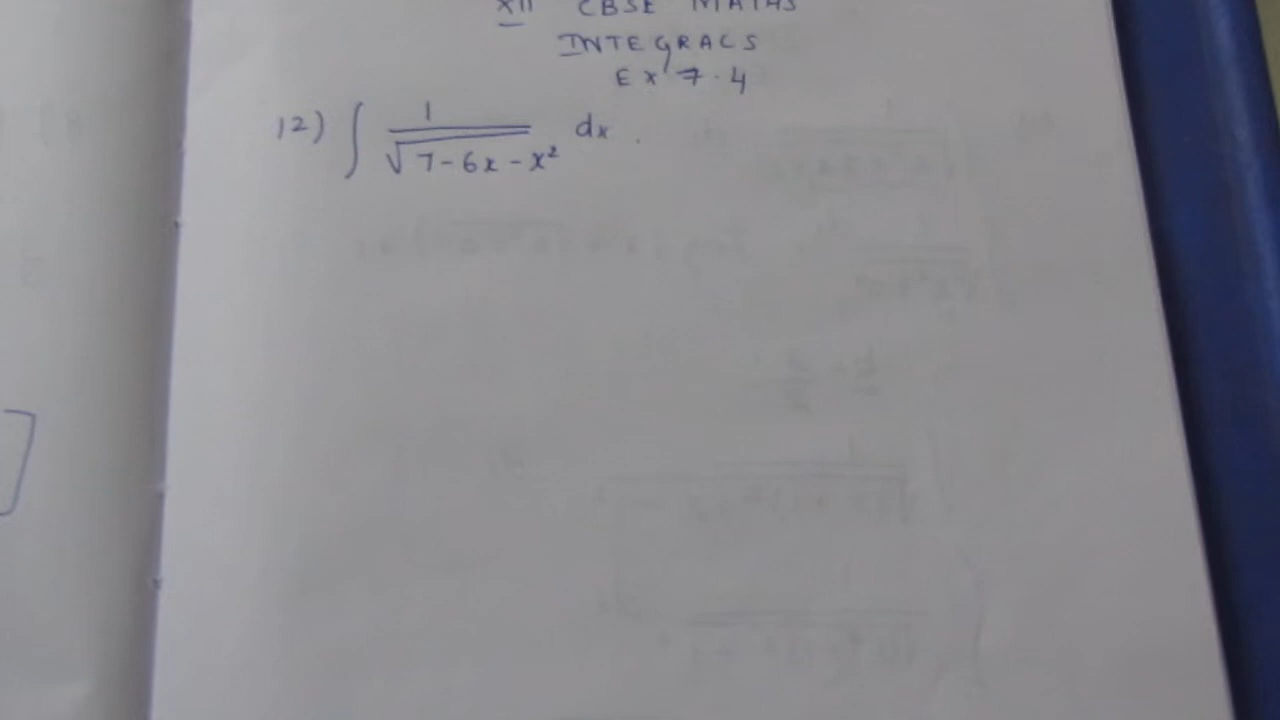 XII CBSE MATHS
INTEGRALS
Ex 7.4
12) ∫ 1/√(7-6x-x²) dx.